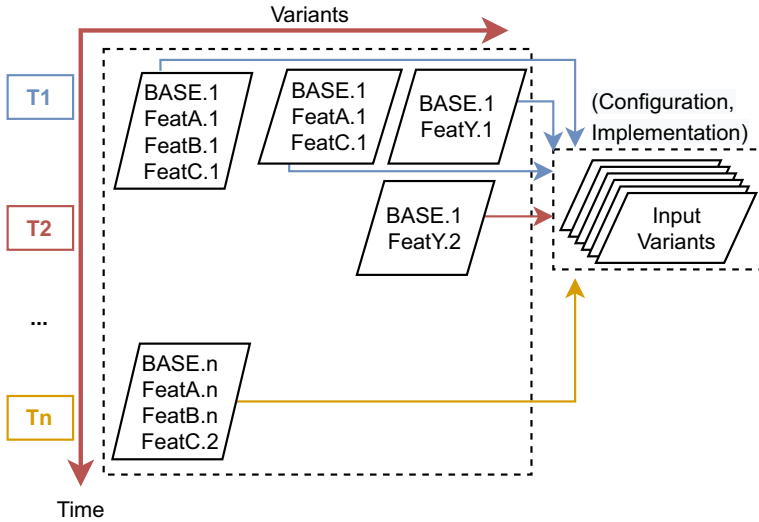 Variants
T1
BASE.1
FeatA.1
FeatB.1
FeatC.1
BASE.1
FeatA.1
FeatC.1
BASE.1
FeatY.1
(Configuration,
Implementation)
T2
BASE.1
FeatY.2
Input
Variants
...
Tn
BASE.n
FeatA.n
FeatB.n
FeatC.2
Time